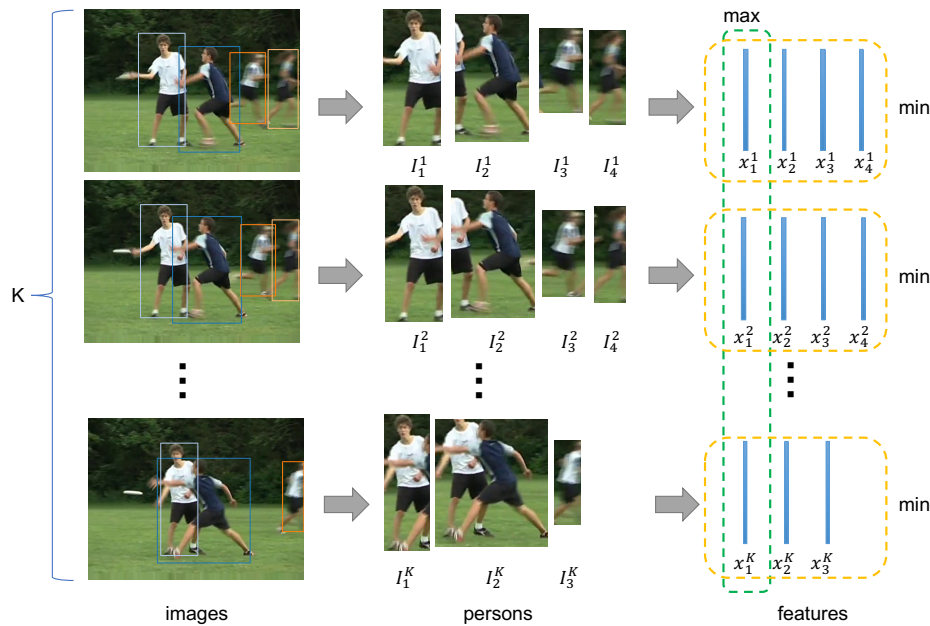 max
min
I_1^1 I_2^1 I_3^1 I_4^1
x_1^1 x_2^1 x_3^1 x_4^1
K
min
I_1^2 I_2^2 I_3^2 I_4^2
x_1^2 x_2^2 x_3^2 x_4^2
min
I_1^K I_2^K I_3^K
x_1^K x_2^K x_3^K
images persons features